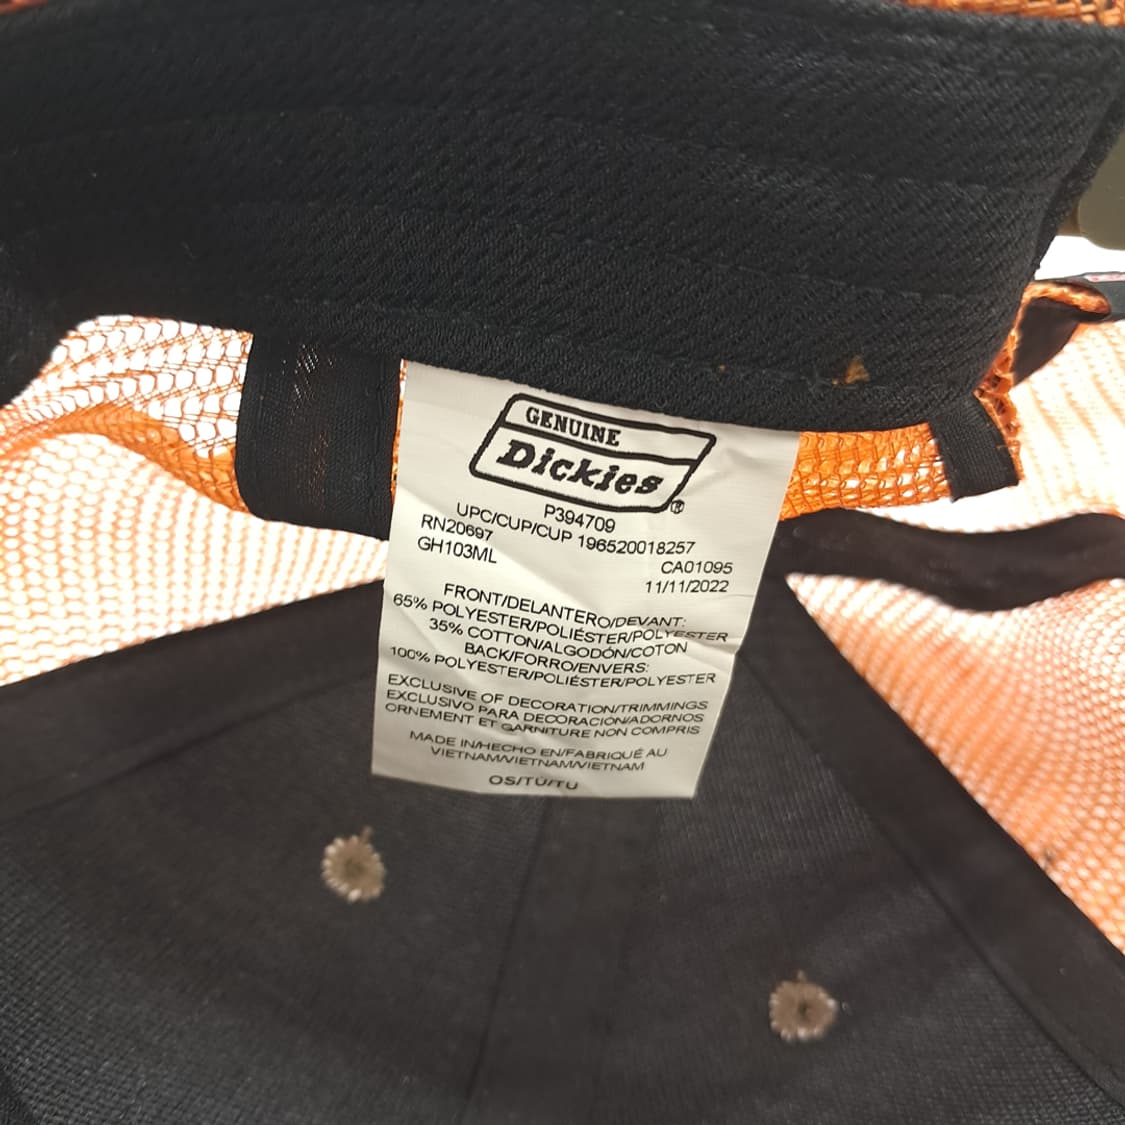 GENUINE
Dickies®
P394709
UPC/CUP/CUP 196520018257
RN20697
CA01095
GH103ML
11/11/2022
FRONT/DELANTERO/DEVANT:
65% POLYESTER/POLIÉSTER/POLYESTER
35% COTTON/ALGODÓN/COTON
BACK/FORRO/ENVERS:
100% POLYESTER/POLIÉSTER/POLYESTER
EXCLUSIVE OF DECORATION/TRIMMINGS
EXCLUSIVO PARA DECORACIÓN/ADORNOS
ORNEMENT ET GARNITURE NON COMPRIS
MADE IN/HECHO EN/FABRIQUÉ AU
VIETNAM/VIETNAM/VIETNAM
OS/TÚ/TU